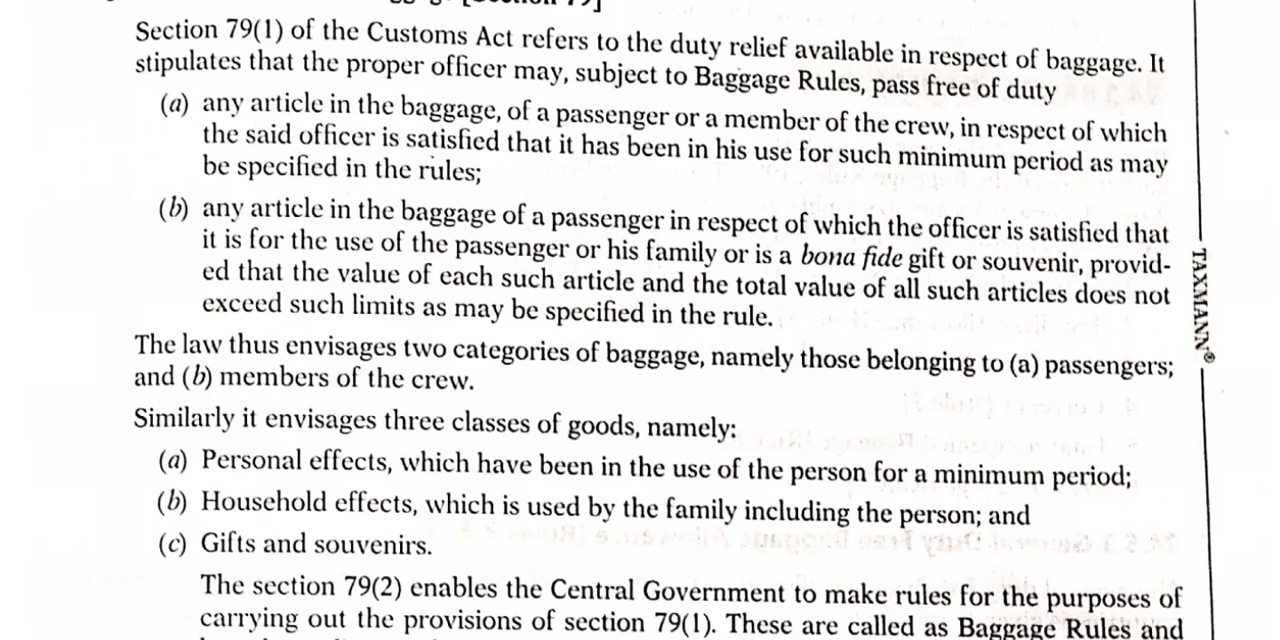 Section 79(1) of the Customs Act refers to the duty relief available in respect of baggage. It
stipulates that the proper officer may, subject to Baggage Rules, pass free of duty
(a) any article in the baggage, of a passenger or a member of the crew, in respect of which
the said officer is satisfied that it has been in his use for such minimum period as may
be specified in the rules;
(b) any article in the baggage of a passenger in respect of which the officer is satisfied that
it is for the use of the passenger or his family or is a bona fide gift or souvenir, provid-
ed that the value of each such article and the total value of all such articles does not
exceed such limits as may be specified in the rule.
The law thus envisages two categories of baggage, namely those belonging to (a) passengers;
and (b) members of the crew.
Similarly it envisages three classes of goods, namely:
(a) Personal effects, which have been in the use of the person for a minimum period;
(b) Household effects, which is used by the family including the person; and
(c) Gifts and souvenirs.
The section 79(2) enables the Central Government to make rules for the purposes of
carrying out the provisions of section 79(1). These are called as Baggage Rules and
TAXMANN®